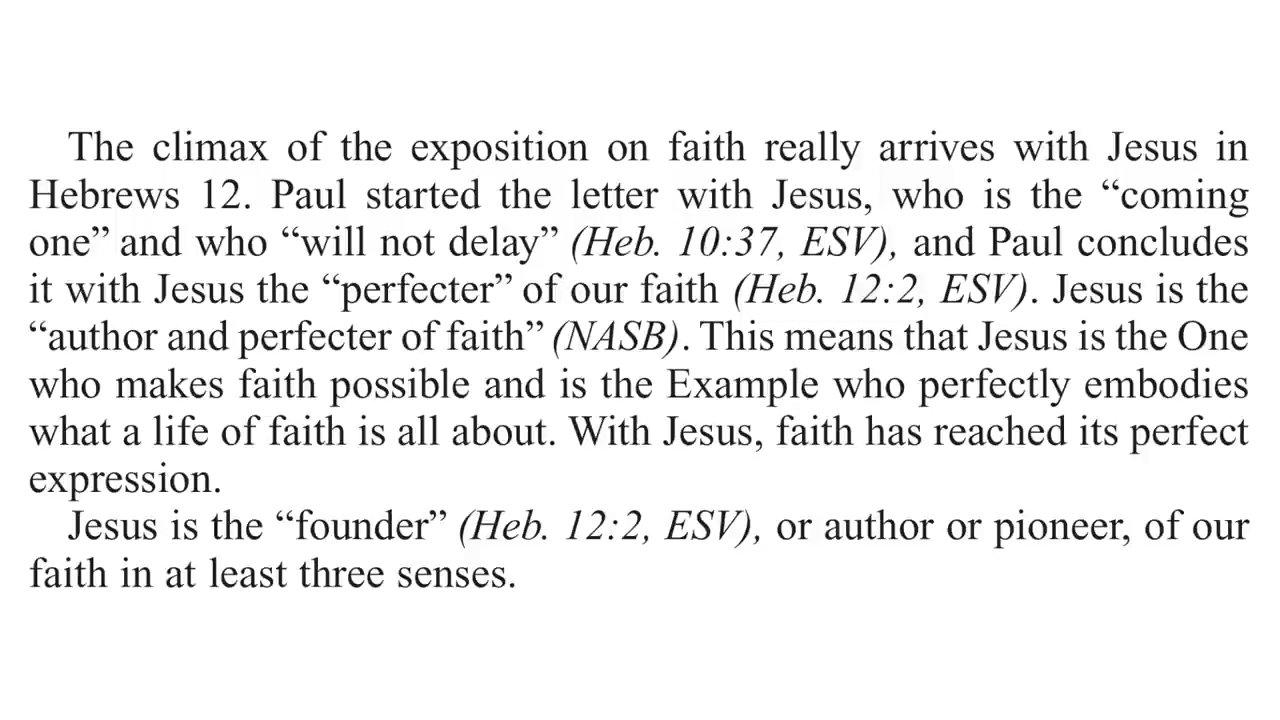 The climax of the exposition on faith really arrives with Jesus in
Hebrews 12. Paul started the letter with Jesus, who is the “coming
one” and who “will not delay” (Heb. 10:37, ESV), and Paul concludes
it with Jesus the “perfecter” of our faith (Heb. 12:2, ESV). Jesus is the
“author and perfecter of faith” (NASB). This means that Jesus is the One
who makes faith possible and is the Example who perfectly embodies
what a life of faith is all about. With Jesus, faith has reached its perfect
expression.
Jesus is the “founder” (Heb. 12:2, ESV), or author or pioneer, of our
faith in at least three senses.